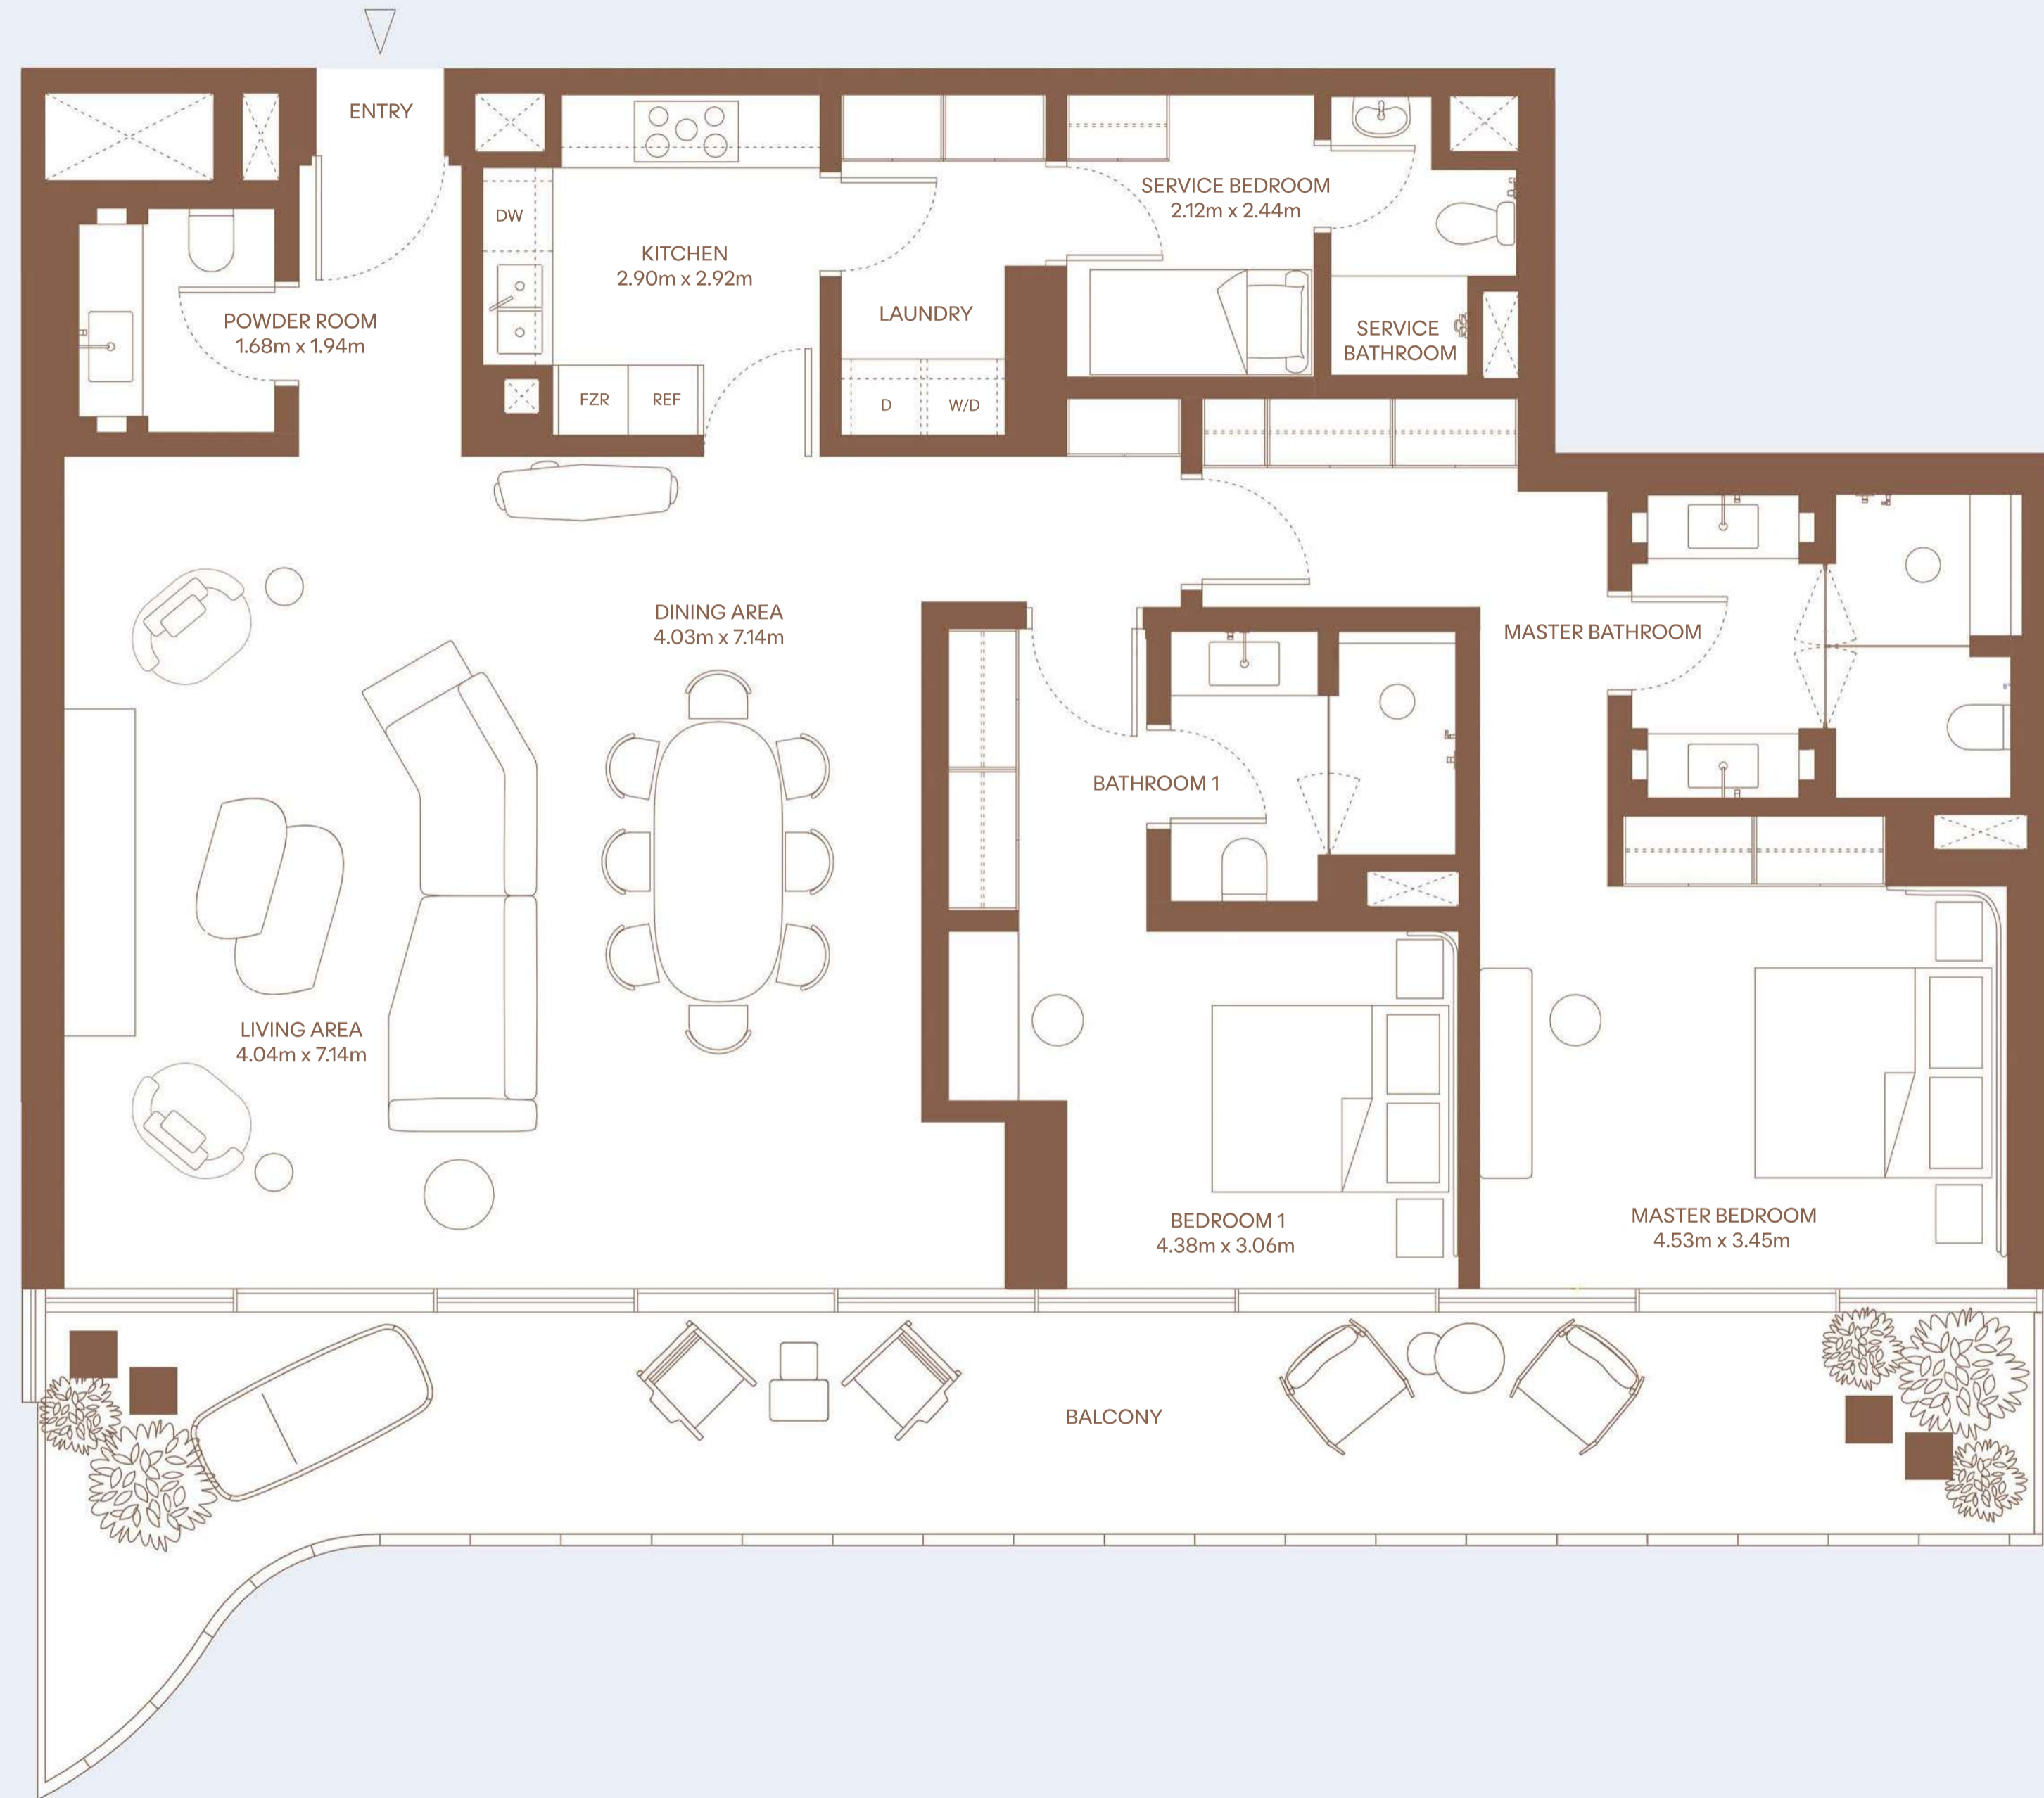 ENTRY
SERVICE BEDROOM
2.12m x 2.44m
DW
KITCHEN
2.90m x 2.92m
LAUNDRY
POWDER ROOM
1.68m x 1.94m
SERVICE
BATHROOM
FZR
REF
D
W/D
DINING AREA
4.03m x 7.14m
MASTER BATHROOM
BATHROOM 1
LIVING AREA
4.04m x 7.14m
BEDROOM 1
4.38m x 3.06m
MASTER BEDROOM
4.53m x 3.45m
BALCONY